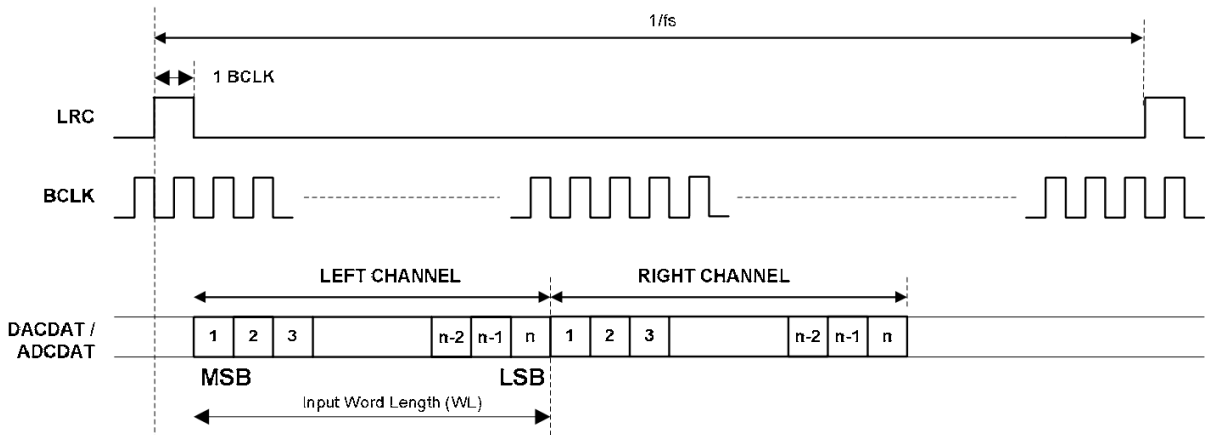 1/fs
1 BCLK
LRC
BCLK
LEFT CHANNEL RIGHT CHANNEL
DACDAT /
ADCDAT
1 2 3 n-2 n-1 n 1 2 3 n-2 n-1 n
MSB LSB
Input Word Length (WL)